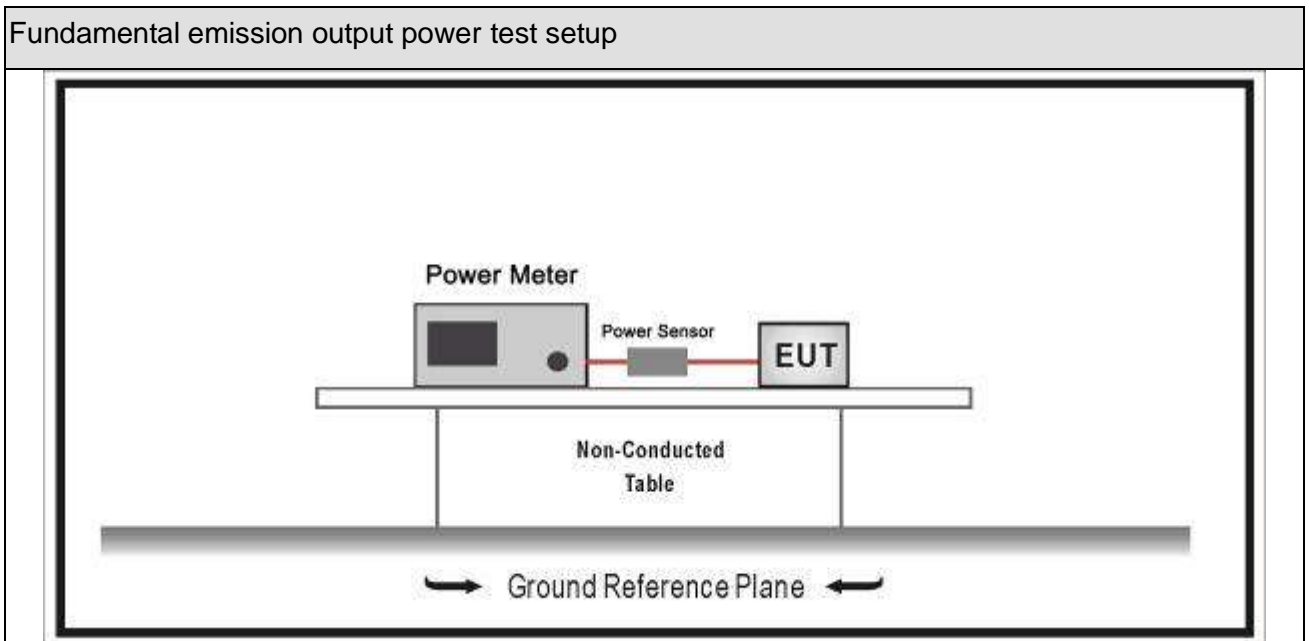 Fundamental emission output power test setup
Power Meter
Power Sensor
EUT
Non-Conducted
Table
Ground Reference Plane